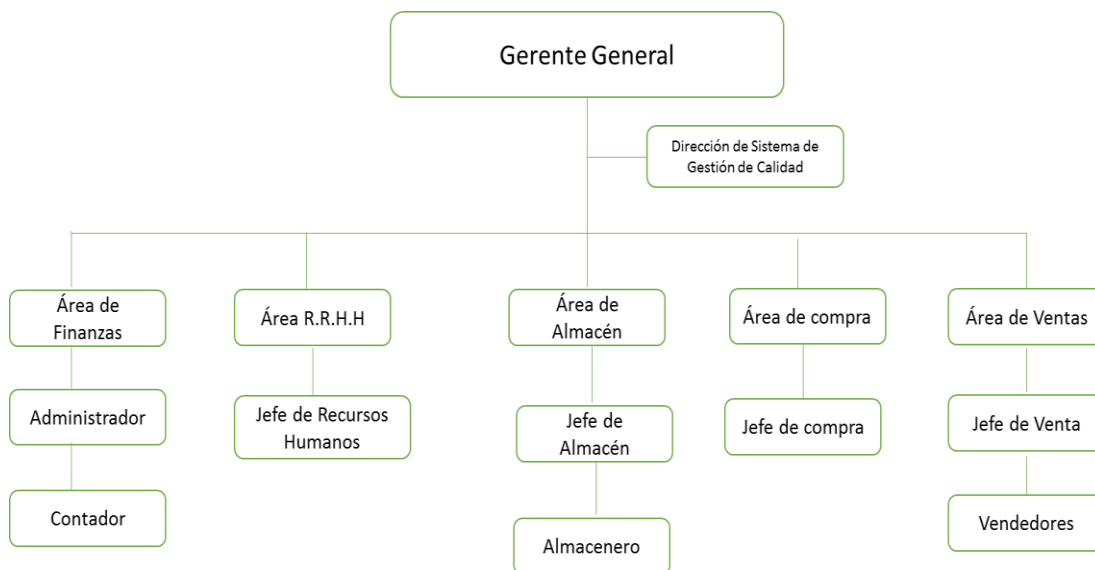 Gerente General
Dirección de Sistema de
Gestión de Calidad
Área de
Finanzas
Área R.R.H.H
Área de
Almacén
Área de compra
Área de Ventas
Administrador
Jefe de Recursos
Humanos
Jefe de
Almacén
Jefe de compra
Jefe de Venta
Contador
Almacenero
Vendedores